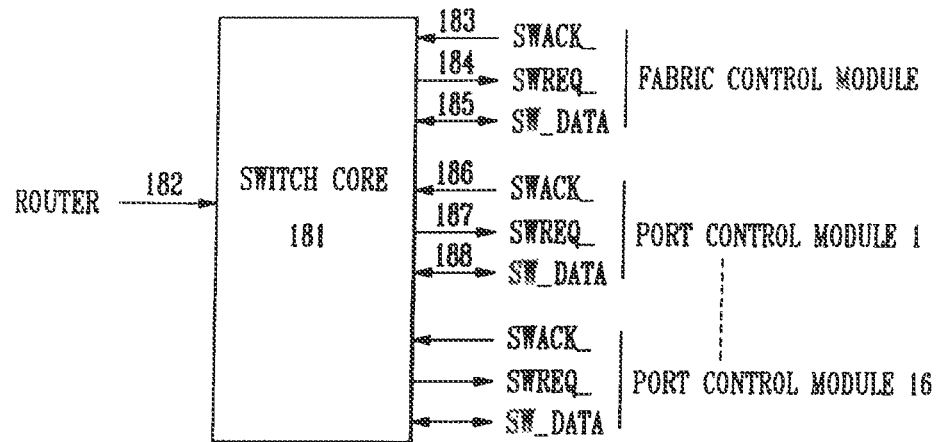 183 SWACK_
184 SWREQ_ FABRIC CONTROL MODULE
185 SW_DATA
ROUTER 182 SWITCH CORE
181
186 SWACK_
187 SWREQ_ PORT CONTROL MODULE 1
188 SW_DATA
SWACK_
SWREQ_ PORT CONTROL MODULE 16
SW_DATA